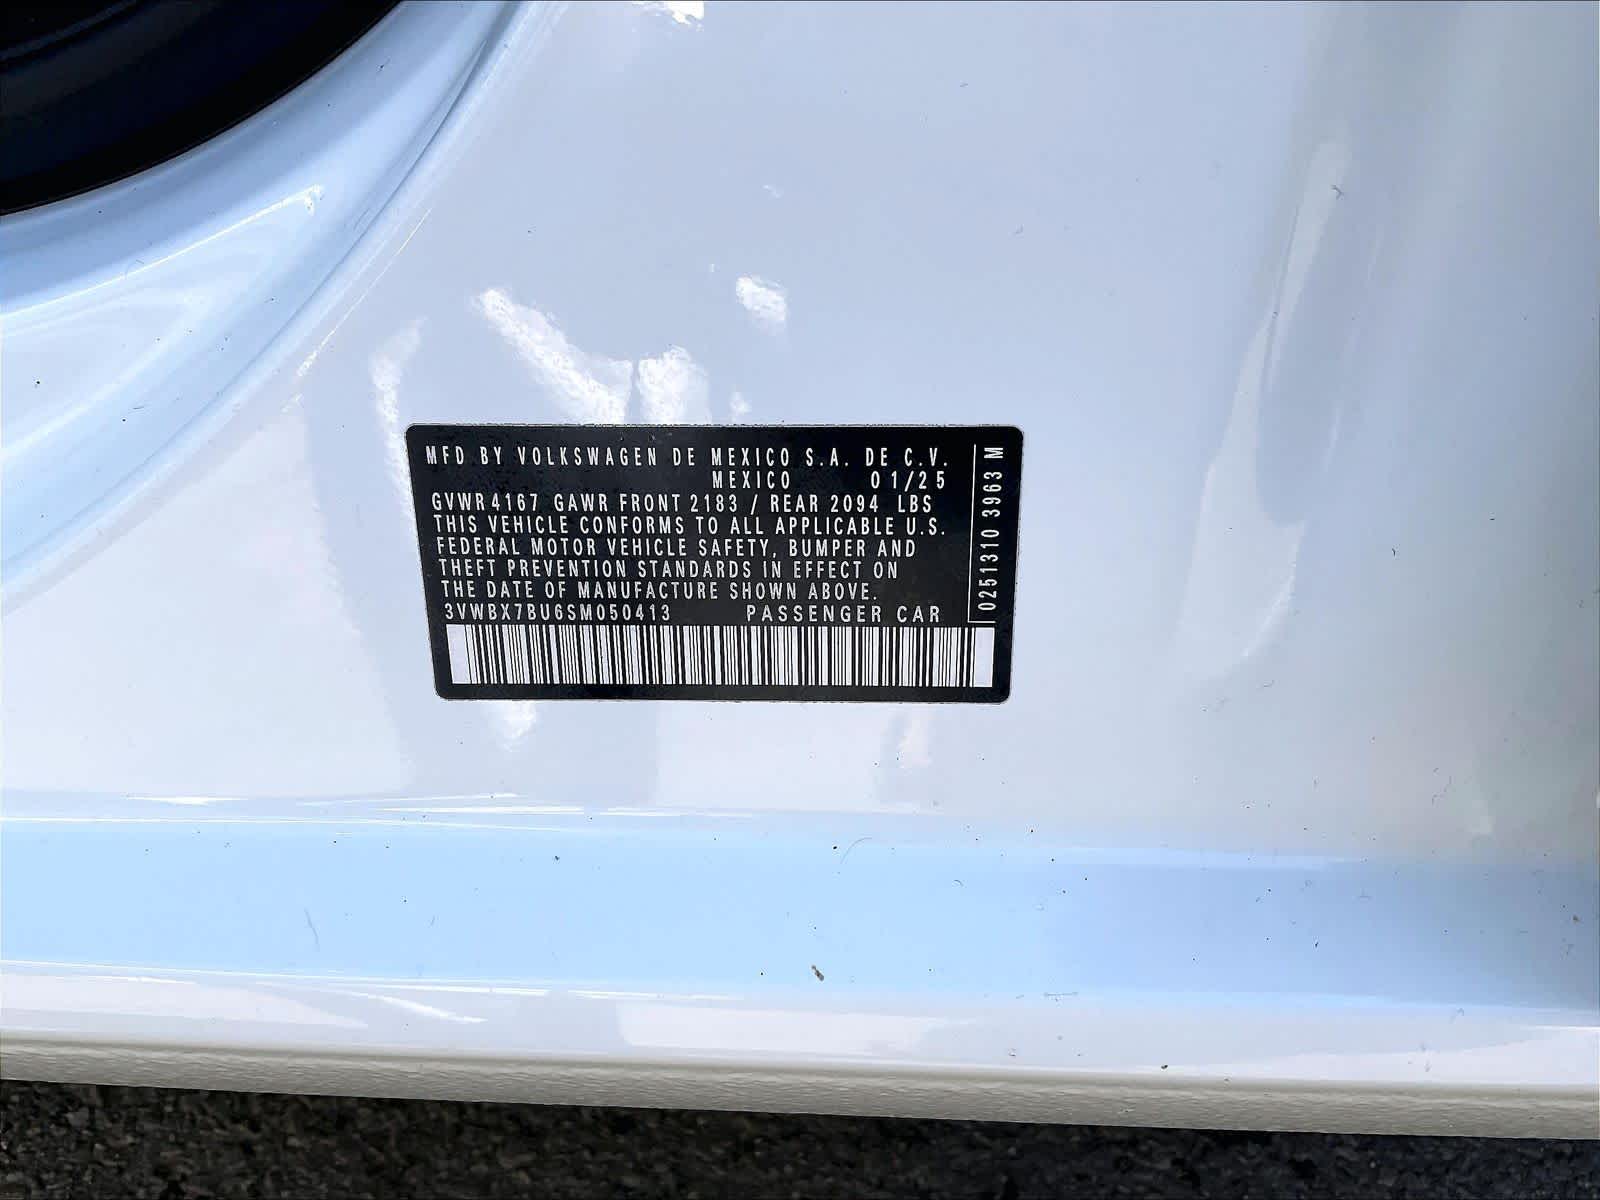 MFD BY VOLKSWAGEN DE MEXICO S.A. DE C.V.
MEXICO 01/25
GVWR 4167 GAWR FRONT 2183 / REAR 2094 LBS
THIS VEHICLE CONFORMS TO ALL APPLICABLE U.S.
FEDERAL MOTOR VEHICLE SAFETY, BUMPER AND
THEFT PREVENTION STANDARDS IN EFFECT ON
THE DATE OF MANUFACTURE SHOWN ABOVE.
3VWBX7BU6SM050413 PASSENGER CAR
0251310 3963 M